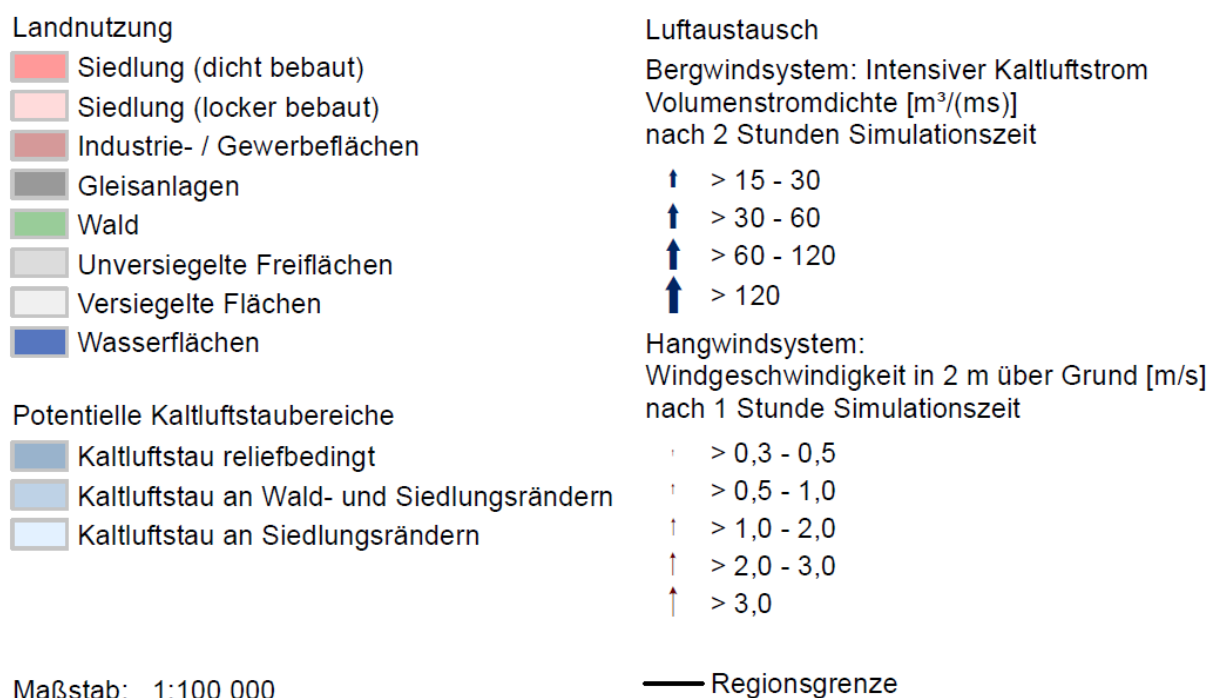 Landnutzung
Siedlung (dicht bebaut)
Siedlung (locker bebaut)
Industrie- / Gewerbeflächen
Gleisanlagen
Wald
Unversiegelte Freiflächen
Versiegelte Flächen
Wasserflächen
Potentielle Kaltluftstaubereiche
Kaltluftstau reliefbedingt
Kaltluftstau an Wald- und Siedlungsrändern
Kaltluftstau an Siedlungsrändern
Maßstab: 1:100 000
Luftaustausch
Bergwindsystem: Intensiver Kaltluftstrom
Volumenstromdichte [m³/(ms)]
nach 2 Stunden Simulationszeit
> 15 - 30
> 30 - 60
> 60 - 120
> 120
Hangwindsystem:
Windgeschwindigkeit in 2 m über Grund [m/s]
nach 1 Stunde Simulationszeit
> 0,3 - 0,5
> 0,5 - 1,0
> 1,0 - 2,0
> 2,0 - 3,0
> 3,0
Regionsgrenze